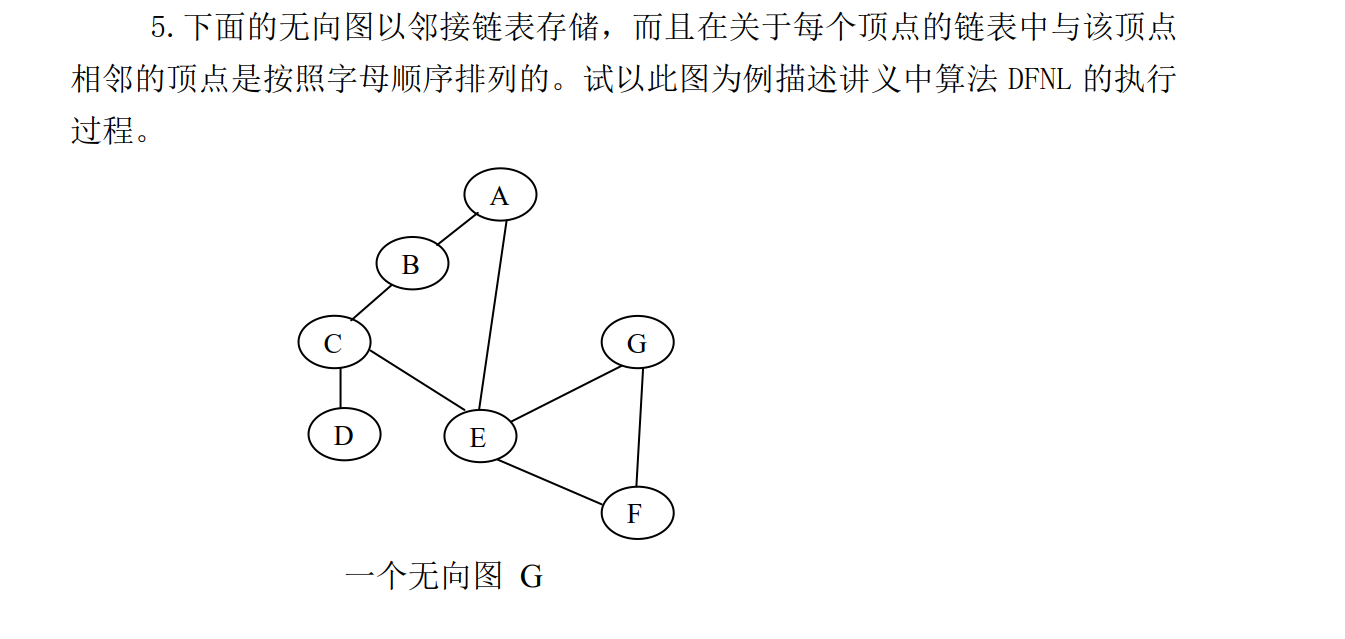 5.下面的无向图以邻接链表存储，而且在关于每个顶点的链表中与该顶点
相邻的顶点是按照字母顺序排列的。试以此图为例描述讲义中算法 DFNL 的执行
过程。
A
B
C
G
D
E
F
一个无向图 G